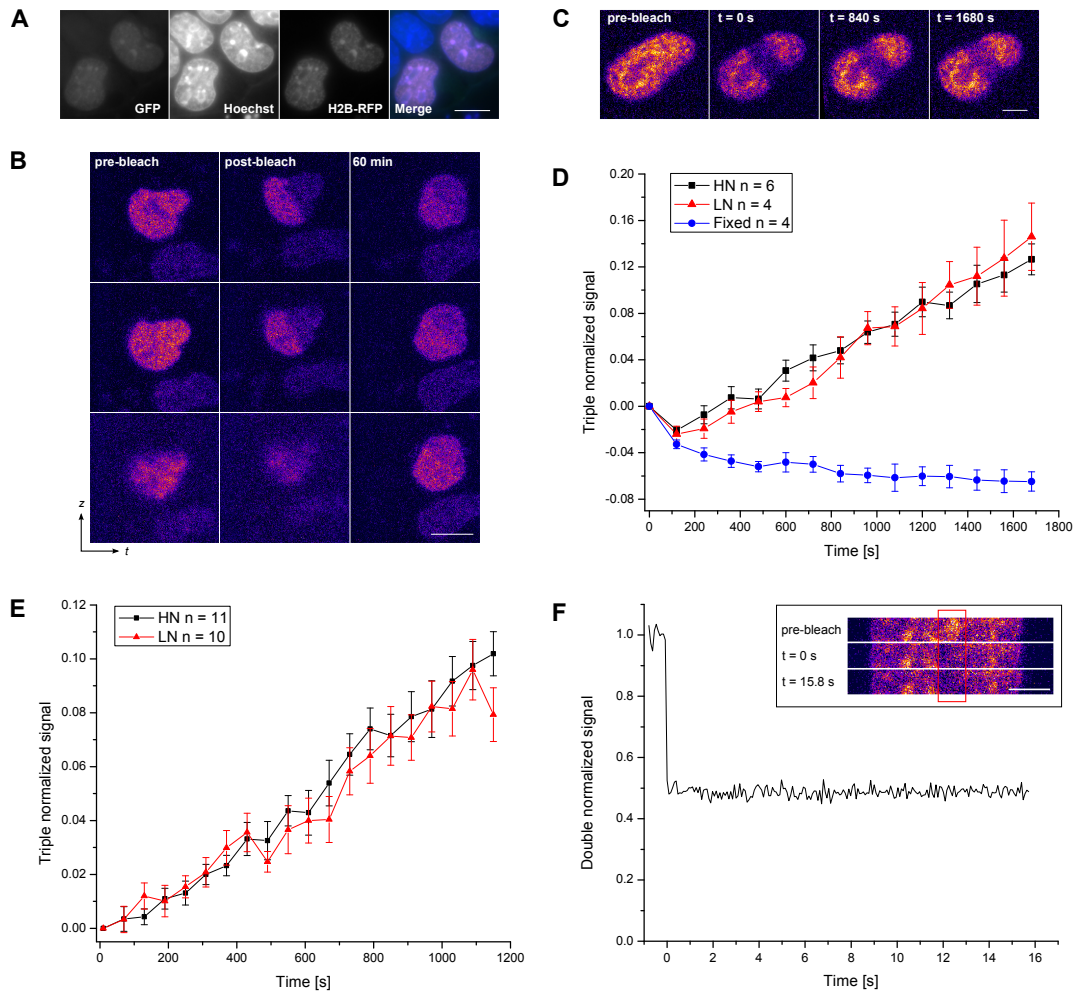 A
GFP
Hoechst
H2B-RFP
Merge
B
pre-bleach
post-bleach
60 min
z
t
C
pre-bleach
t = 0 s
t = 840 s
t = 1680 s
D
HN n = 6
LN n = 4
Fixed n = 4
Triple normalized signal
0.20
0.16
0.12
0.08
0.04
0.00
-0.04
-0.08
0 200 400 600 800 1000 1200 1400 1600 1800
Time [s]
E
HN n = 11
LN n = 10
Triple normalized signal
0.12
0.10
0.08
0.06
0.04
0.02
0.00
0 200 400 600 800 1000 1200
Time [s]
F
pre-bleach
t = 0 s
t = 15.8 s
Double normalized signal
1.0
0.8
0.6
0.4
0.2
0.0
0 2 4 6 8 10 12 14 16
Time [s]